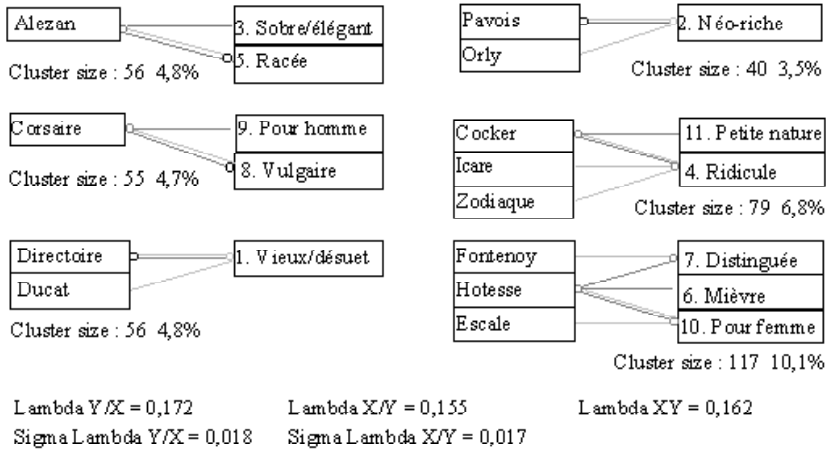 Alezan
3. Sobre/élégant
5. Racée
Cluster size : 56 4,8%
Pavois
Orly
2. Néo-riche
Cluster size : 40 3,5%
Corsaire
9. Pour homme
8. Vulgaire
Cluster size : 55 4,7%
Cocker
Icare
Zodiaque
11. Petite nature
4. Ridicule
Cluster size : 79 6,8%
Directoire
Ducat
1. Vieux/désuet
Cluster size : 56 4,8%
Fontenoy
Hotesse
Escale
7. Distinguée
6. Mièvre
10. Pour femme
Cluster size : 117 10,1%
Lambda Y/X = 0,172 Lambda X/Y = 0,155 Lambda XY = 0,162
Sigma Lambda Y/X = 0,018 Sigma Lambda X/Y = 0,017